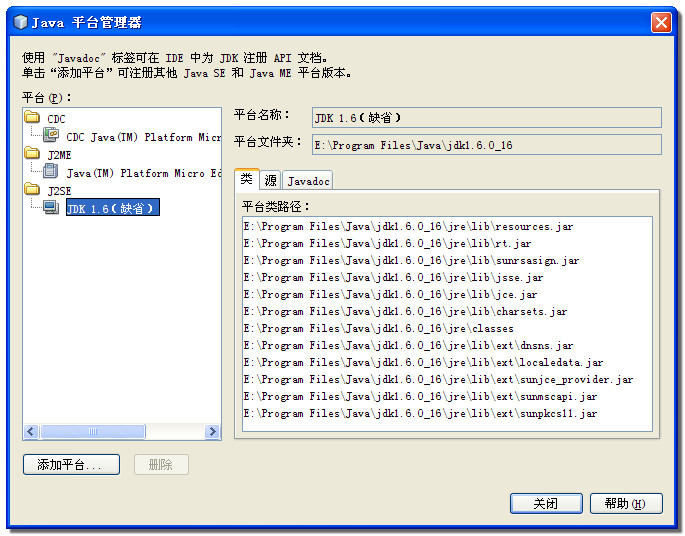 Java 平台管理器
使用 "Javadoc" 标签可在 IDE 中为 JDK 注册 API 文档。
单击“添加平台”可注册其他 Java SE 和 Java ME 平台版本。
平台(P)：
CDC
CDC Java(TM) Platform Micr
J2ME
Java(TM) Platform Micro Ed
J2SE
JDK 1.6(缺省)
添加平台...
删除
平台名称：
JDK 1.6(缺省)
平台文件夹：
E:\Program Files\Java\jdk1.6.0_16
类
源
Javadoc
平台类路径：
E:\Program Files\Java\jdk1.6.0_16\jre\lib\resources.jar
E:\Program Files\Java\jdk1.6.0_16\jre\lib\rt.jar
E:\Program Files\Java\jdk1.6.0_16\jre\lib\sunrsasign.jar
E:\Program Files\Java\jdk1.6.0_16\jre\lib\jsse.jar
E:\Program Files\Java\jdk1.6.0_16\jre\lib\jce.jar
E:\Program Files\Java\jdk1.6.0_16\jre\lib\charsets.jar
E:\Program Files\Java\jdk1.6.0_16\jre\classes
E:\Program Files\Java\jdk1.6.0_16\jre\lib\ext\dnsns.jar
E:\Program Files\Java\jdk1.6.0_16\jre\lib\ext\localedata.jar
E:\Program Files\Java\jdk1.6.0_16\jre\lib\ext\sunjce_provider.jar
E:\Program Files\Java\jdk1.6.0_16\jre\lib\ext\sunmscapi.jar
E:\Program Files\Java\jdk1.6.0_16\jre\lib\ext\sunpkcs11.jar
关闭
帮助(H)